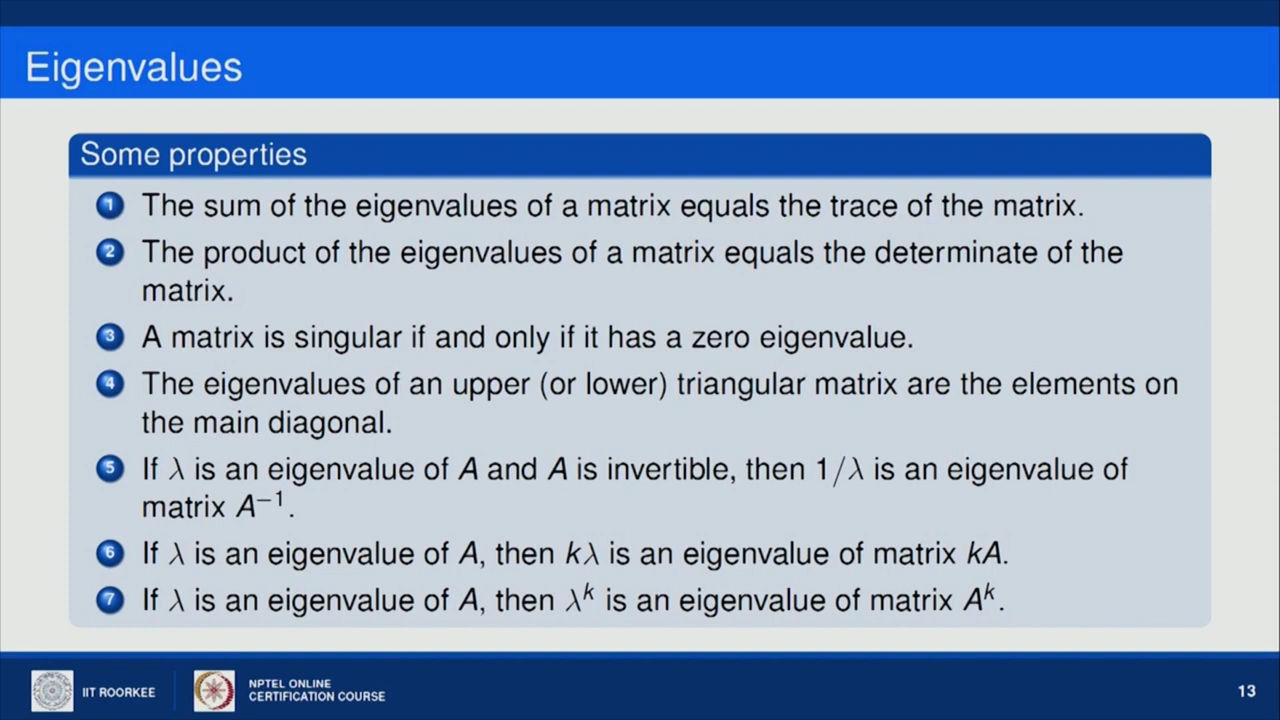 Eigenvalues
Some properties
1 The sum of the eigenvalues of a matrix equals the trace of the matrix.
2 The product of the eigenvalues of a matrix equals the determinate of the
matrix.
3 A matrix is singular if and only if it has a zero eigenvalue.
4 The eigenvalues of an upper (or lower) triangular matrix are the elements on
the main diagonal.
5 If λ is an eigenvalue of A and A is invertible, then 1/λ is an eigenvalue of
matrix A⁻¹.
6 If λ is an eigenvalue of A, then kλ is an eigenvalue of matrix kA.
7 If λ is an eigenvalue of A, then λᵏ is an eigenvalue of matrix Aᵏ.
IIT ROORKEE
NPTEL ONLINE
CERTIFICATION COURSE
13